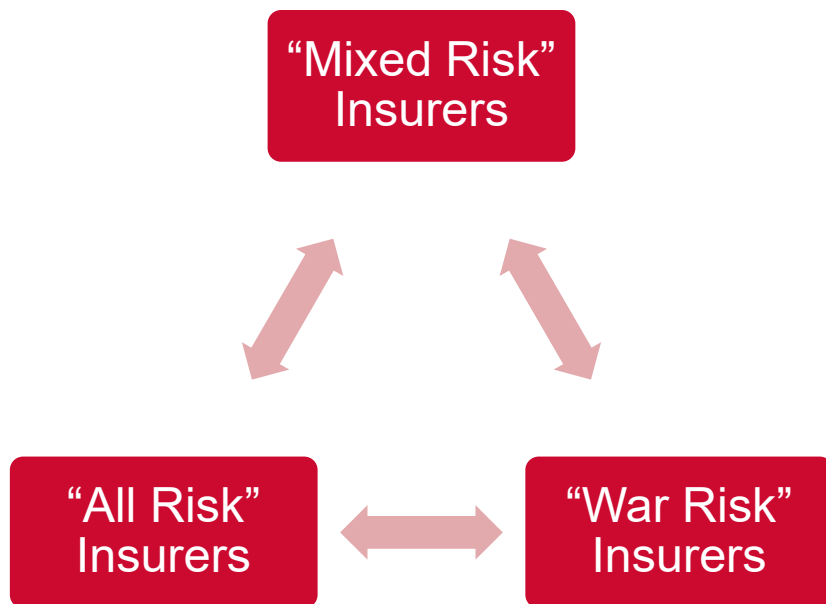 “Mixed Risk”
Insurers
“All Risk”
Insurers
“War Risk”
Insurers